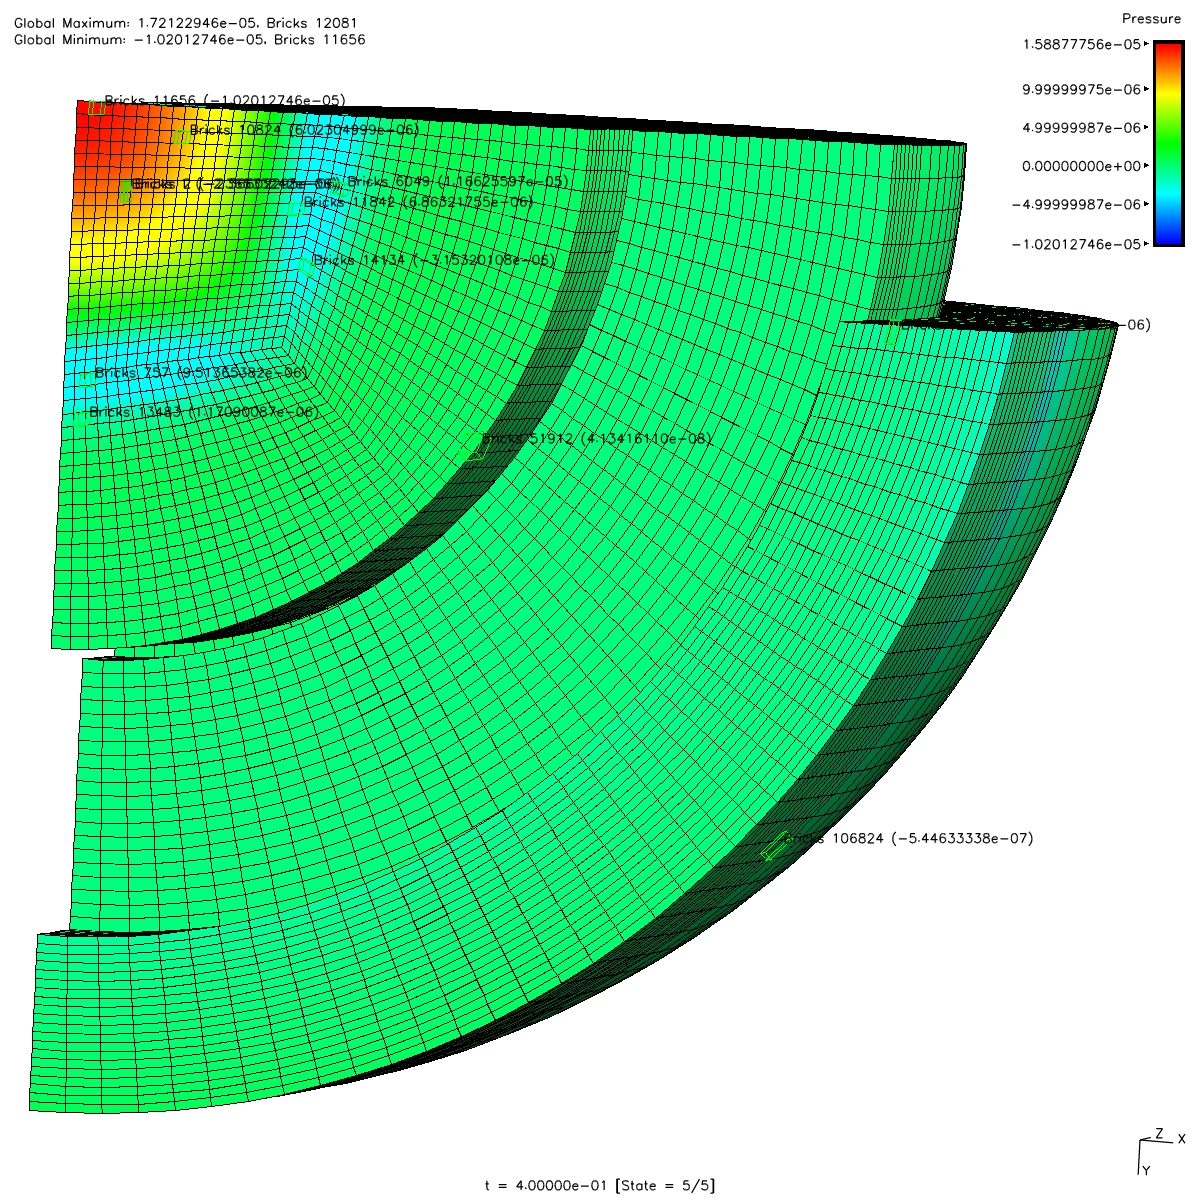 Global Maximum: 1.72122946e-05, Bricks 12081
Global Minimum: -1.02012746e-05, Bricks 11656
Pressure
1.58877756e-05
9.99999975e-06
4.99999987e-06
0.00000000e+00
-4.99999987e-06
-1.02012746e-05
Bricks 11656 (-1.02012746e-05)
Bricks 10824 (6.02304999e-06)
Bricks 6049 (1.16625597e-05)
Bricks 11842 (6.86321755e-06)
Bricks 14134 (-3.15320108e-06)
-06)
Bricks 757 (9.51365382e-06)
Bricks 13483 (1.17090087e-06)
Bricks 51912 (4.13416110e-08)
Bricks 106824 (-5.44633338e-07)
Z
X
Y
t = 4.00000e-01 [State = 5/5]